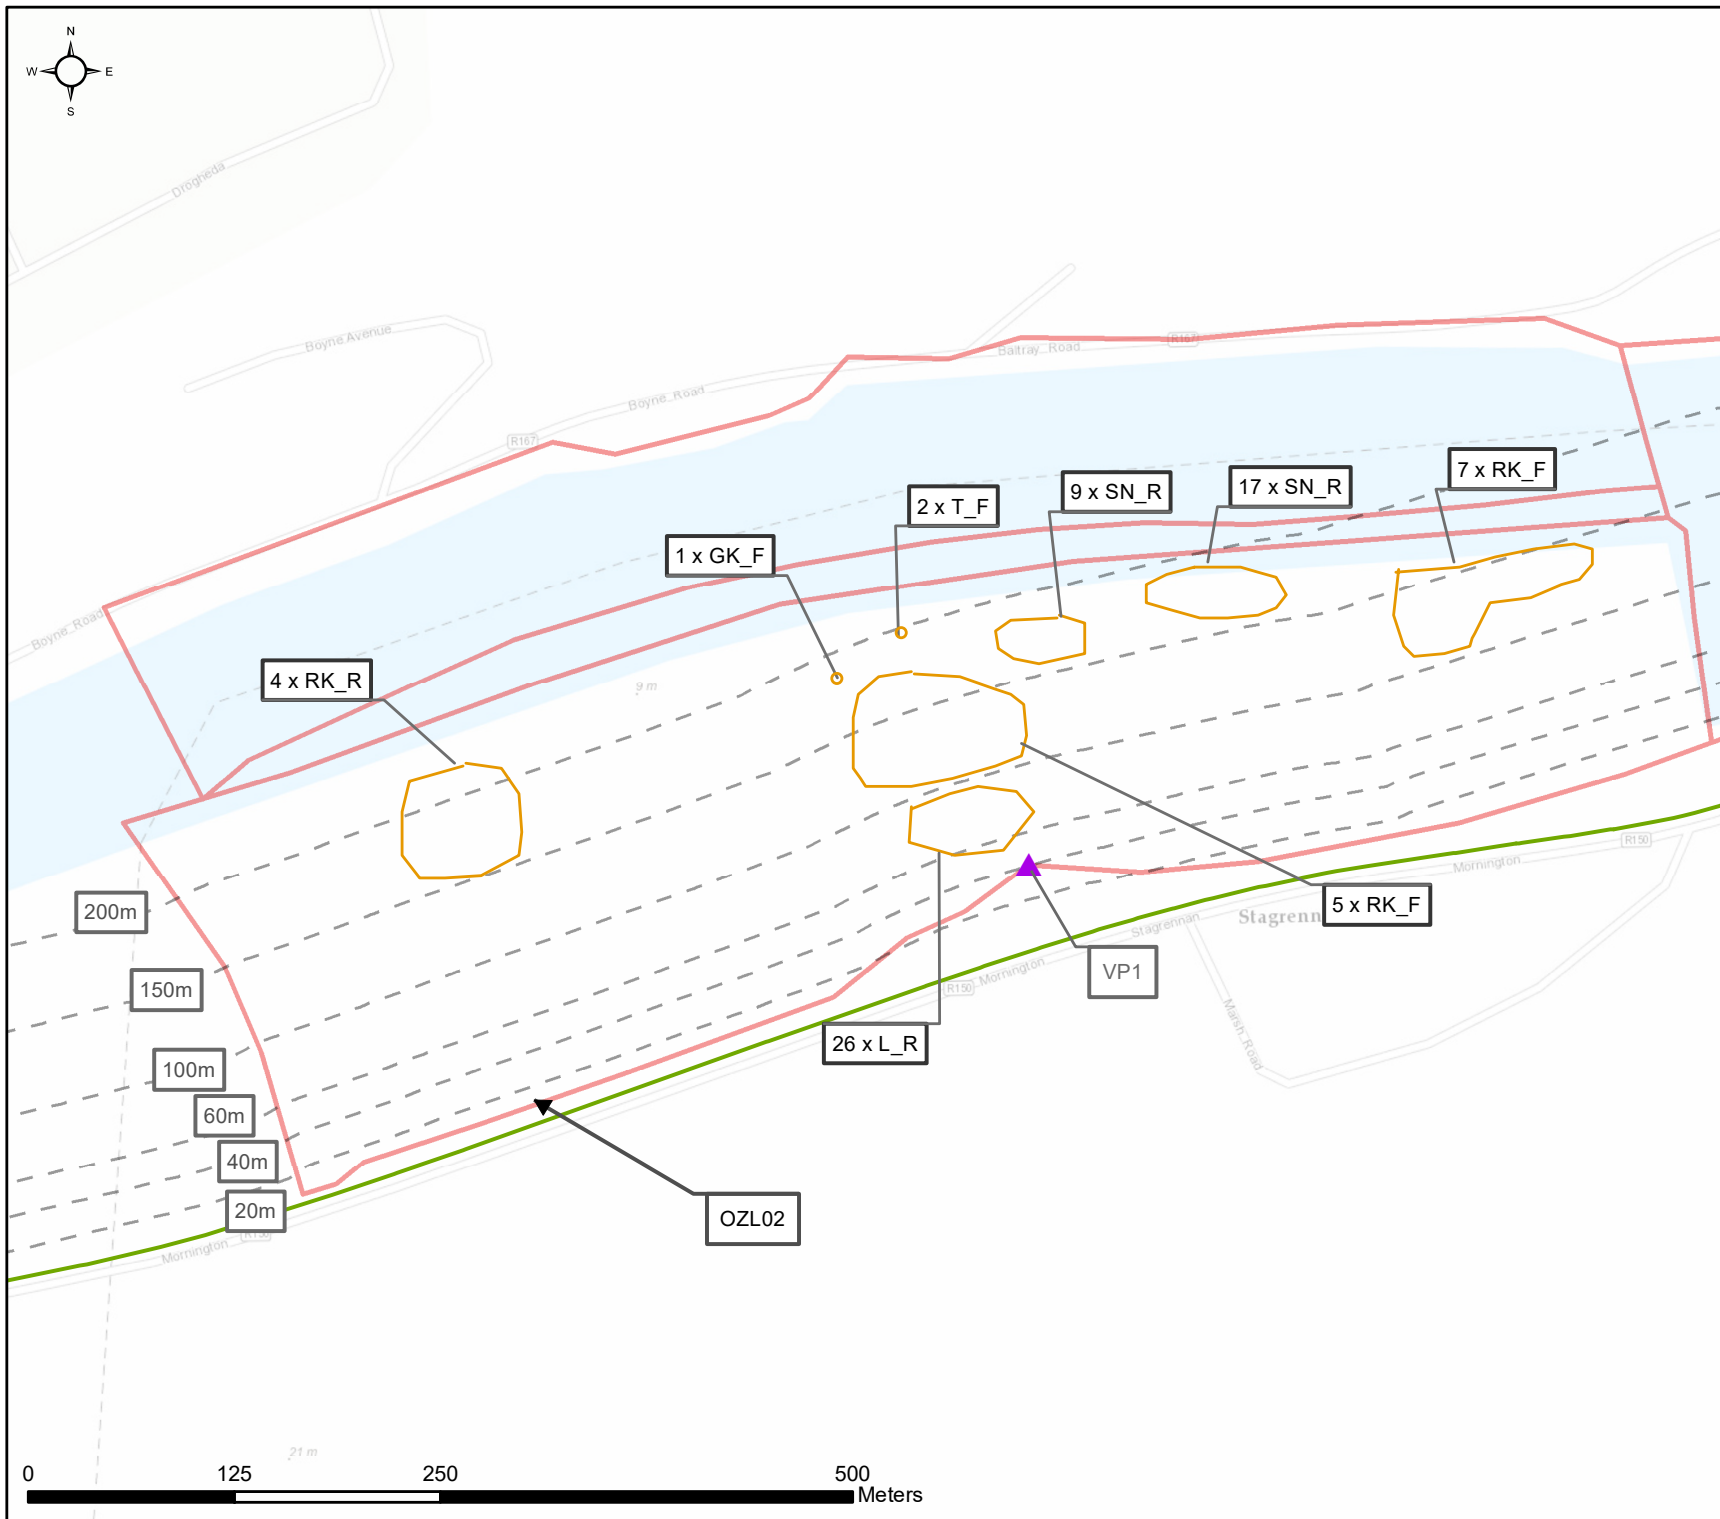 N
W E
S
Drogheda
Boyne Avenue
Baltray Road
R167
Boyne Road
R167
7 x RK_F
9 x SN_R
17 x SN_R
2 x T_F
1 x GK_F
Boyne Road
4 x RK_R
9 m
R150
Mornington
5 x RK_F
Stagrenn
Stagrennan
200m
VP1
Mornington
R150
150m
Marsh Road
26 x L_R
100m
60m
40m
20m
OZL02
R150
Mornington
21 m
0 125 250 500
Meters